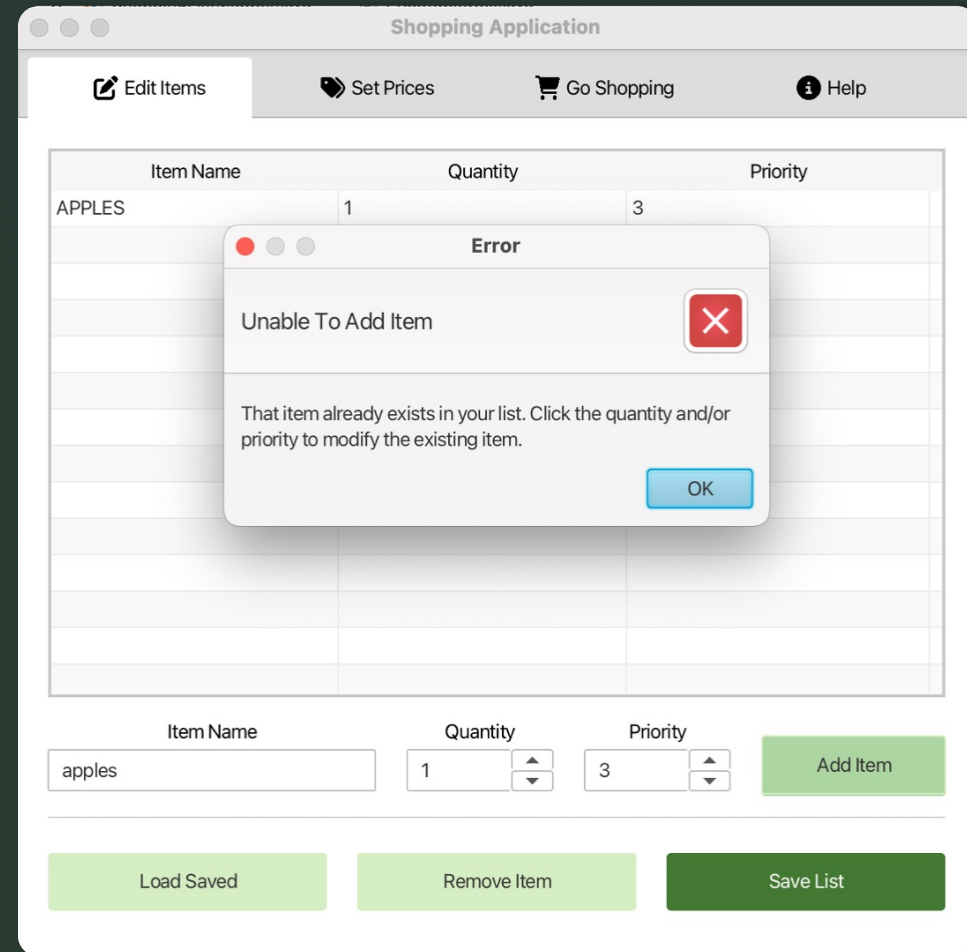 Shopping Application
Edit Items
Set Prices
Go Shopping
Help
Item Name Quantity Priority
APPLES 1 3
Error
Unable To Add Item
That item already exists in your list. Click the quantity and/or
priority to modify the existing item.
OK
Item Name Quantity Priority
apples 1 3 Add Item
Load Saved Remove Item Save List